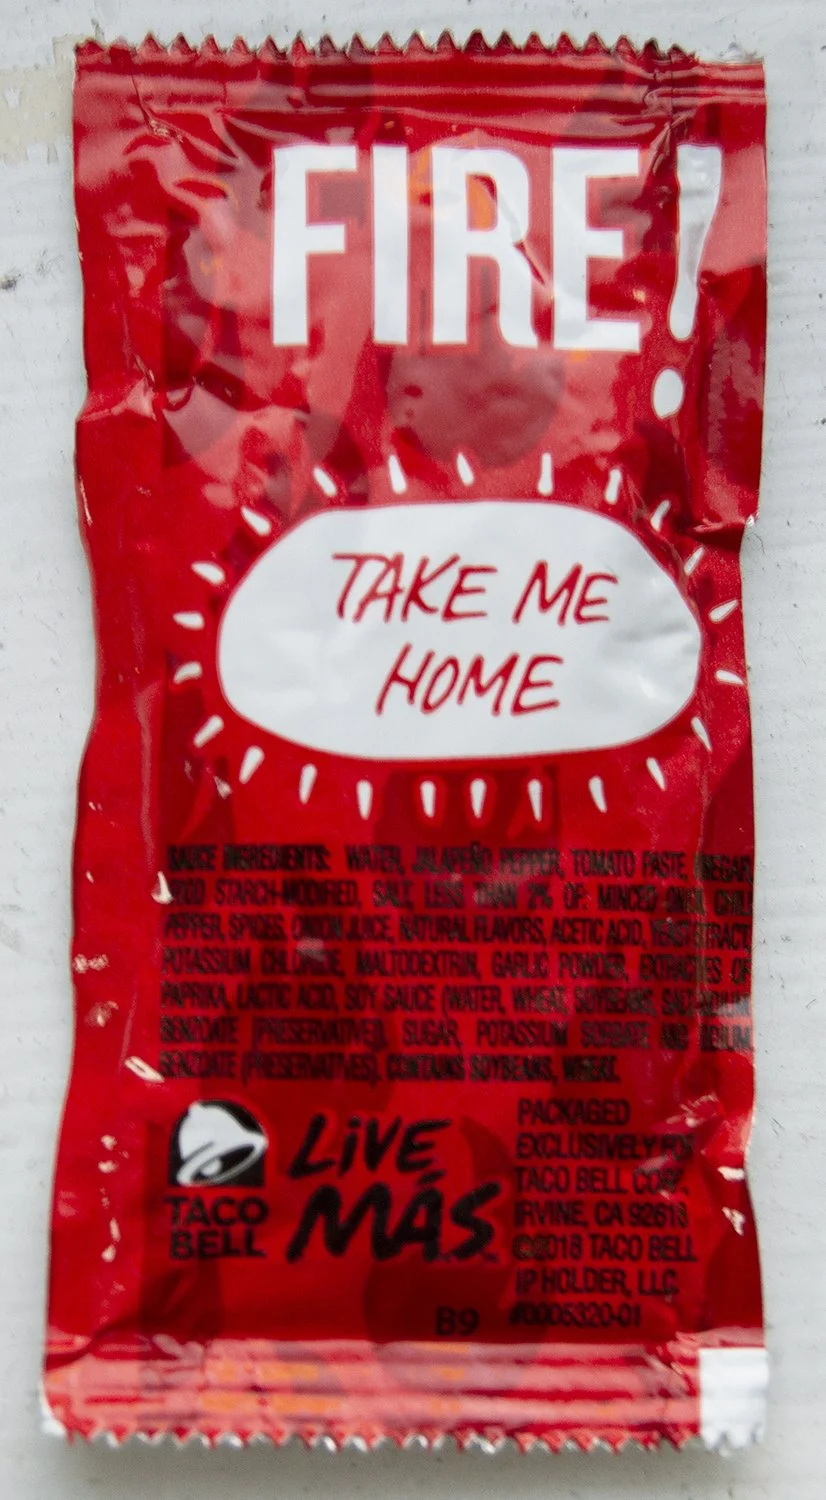 FIRE!
TAKE ME
HOME
SAUCE INGREDIENTS: WATER, JALAPEÑO PEPPER, TOMATO PASTE, VINEGAR,
FOOD STARCH-MODIFIED, SALT, LESS THAN 2% OF: MINCED ONION, CHILI
PEPPER, SPICES, ONION JUICE, NATURAL FLAVORS, ACETIC ACID, YEAST EXTRACT,
POTASSIUM CHLORIDE, MALTODEXTRIN, GARLIC POWDER, EXTRACTIVES OF
PAPRIKA, LACTIC ACID, SOY SAUCE (WATER, WHEAT, SOYBEANS, SALT, SODIUM
BENZOATE (PRESERVATIVE)), SUGAR, POTASSIUM SORBATE AND SODIUM
BENZOATE (PRESERVATIVES). CONTAINS SOYBEANS, WHEAT.
TACO
BELL
LiVE
MÁS
PACKAGED
EXCLUSIVELY FOR
TACO BELL CORP.
IRVINE, CA 92618
©2018 TACO BELL
IP HOLDER, LLC
#0005320-01
B9